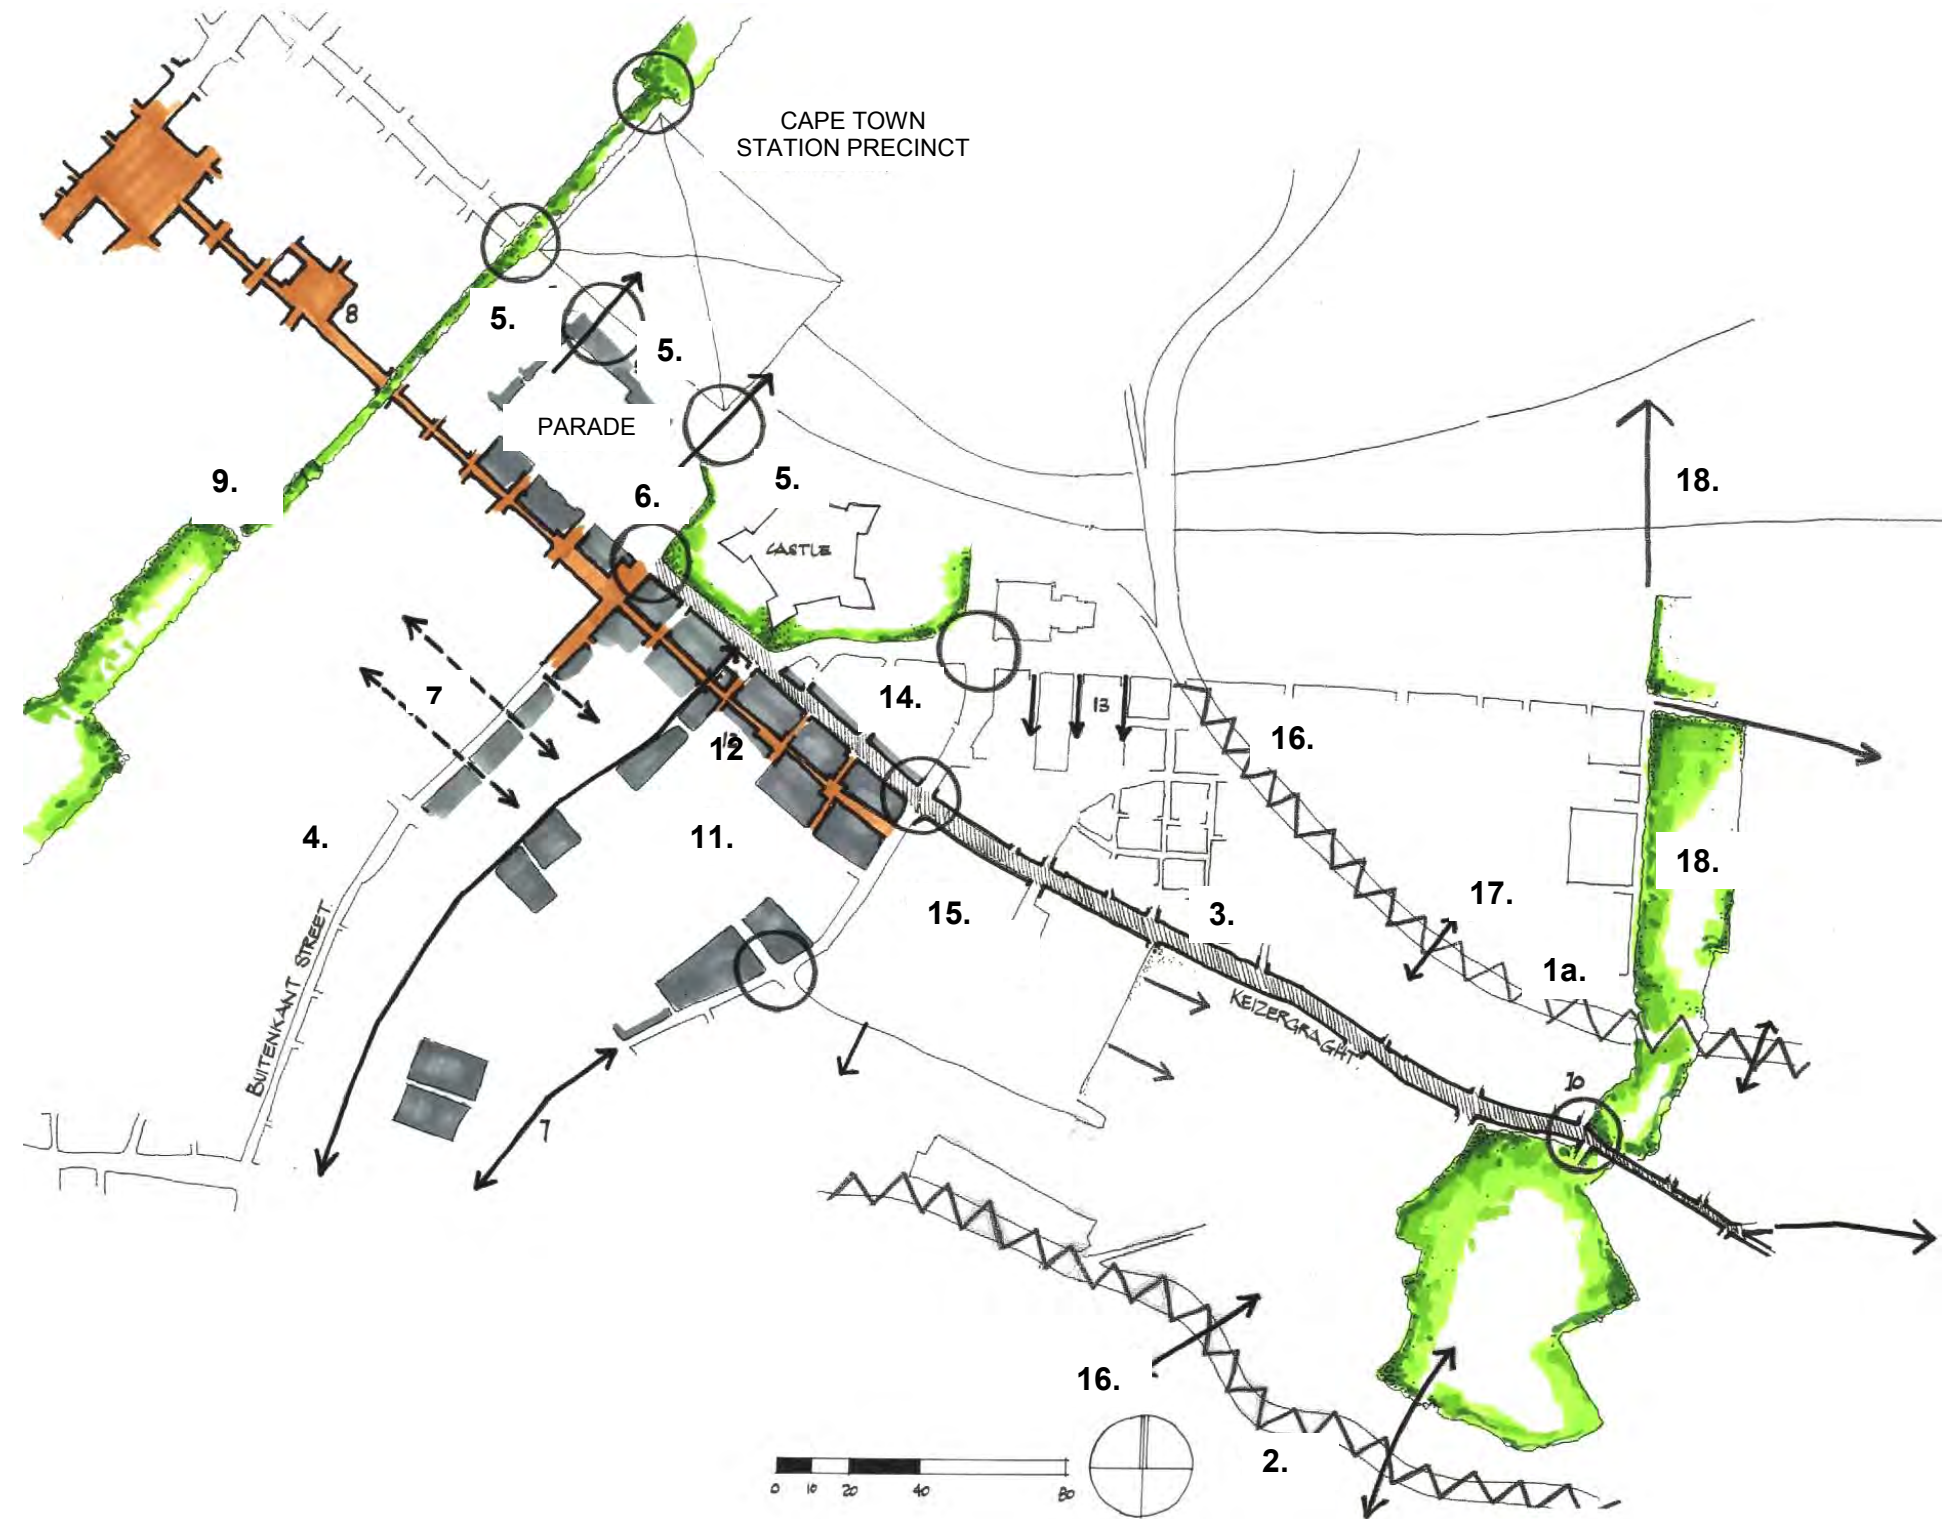 CAPE TOWN
STATION PRECINCT
8
5.
5.
PARADE
9.
6.
5.
18.
CASTLE
7
14.
13
12
16.
4.
11.
18.
15.
3.
17.
1a.
BUITENKANT STREET
KEIZERGRAGHT
10
7
16.
2.
0 10 20 40 80